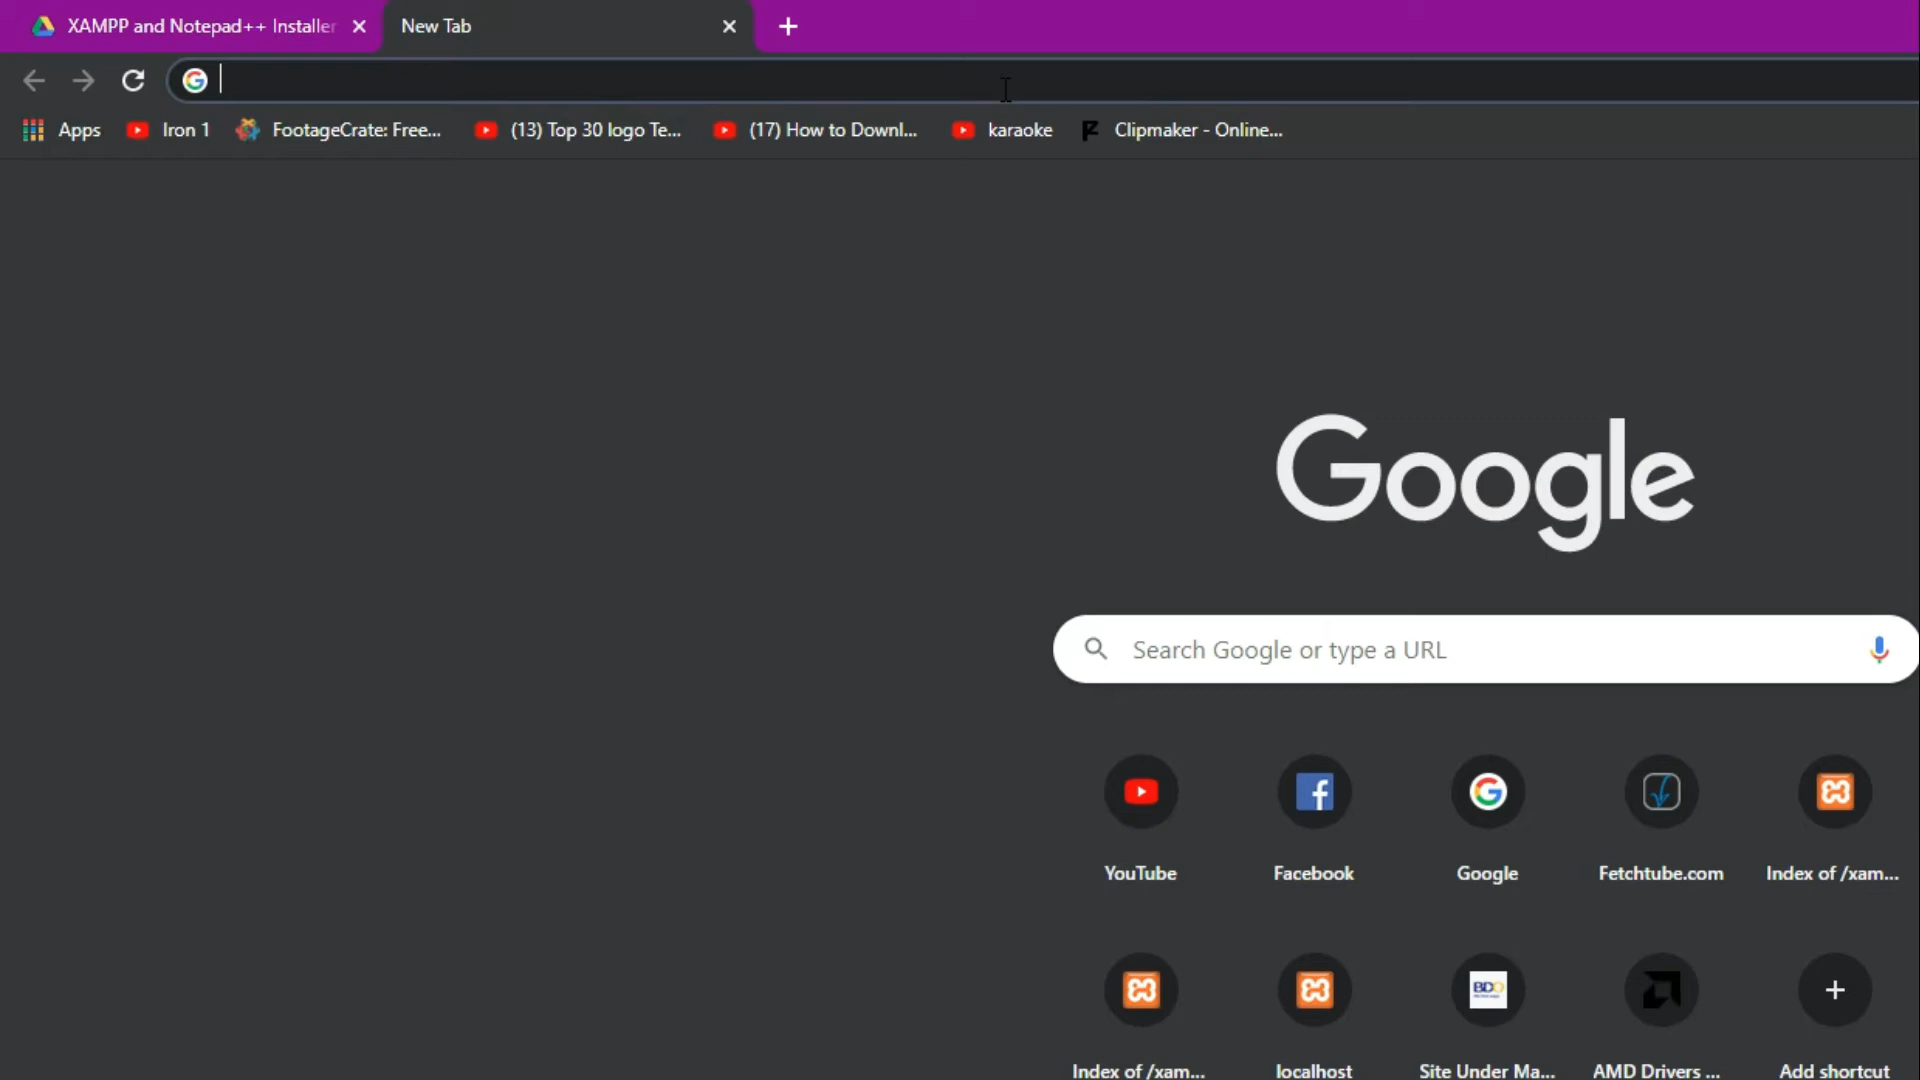 XAMPP and Notepad++ Installer
New Tab
Apps
Iron 1
FootageCrate: Free...
(13) Top 30 logo Te...
(17) How to Downl...
karaoke
Clipmaker - Online...
Google
Search Google or type a URL
YouTube
Facebook
Google
Fetchtube.com
Index of /xam...
BDO
Index of /xam...
localhost
Site Under Ma...
AMD Drivers ...
Add shortcut